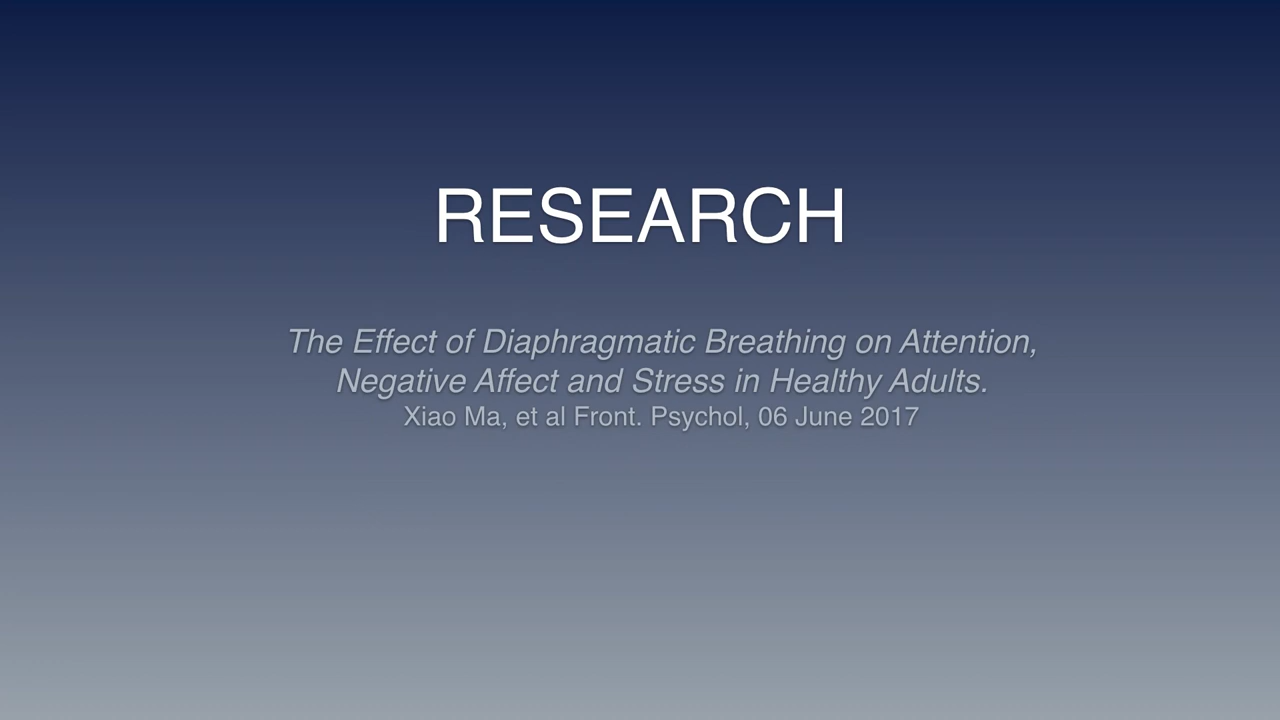 RESEARCH
The Effect of Diaphragmatic Breathing on Attention,
Negative Affect and Stress in Healthy Adults.
Xiao Ma, et al Front. Psychol, 06 June 2017